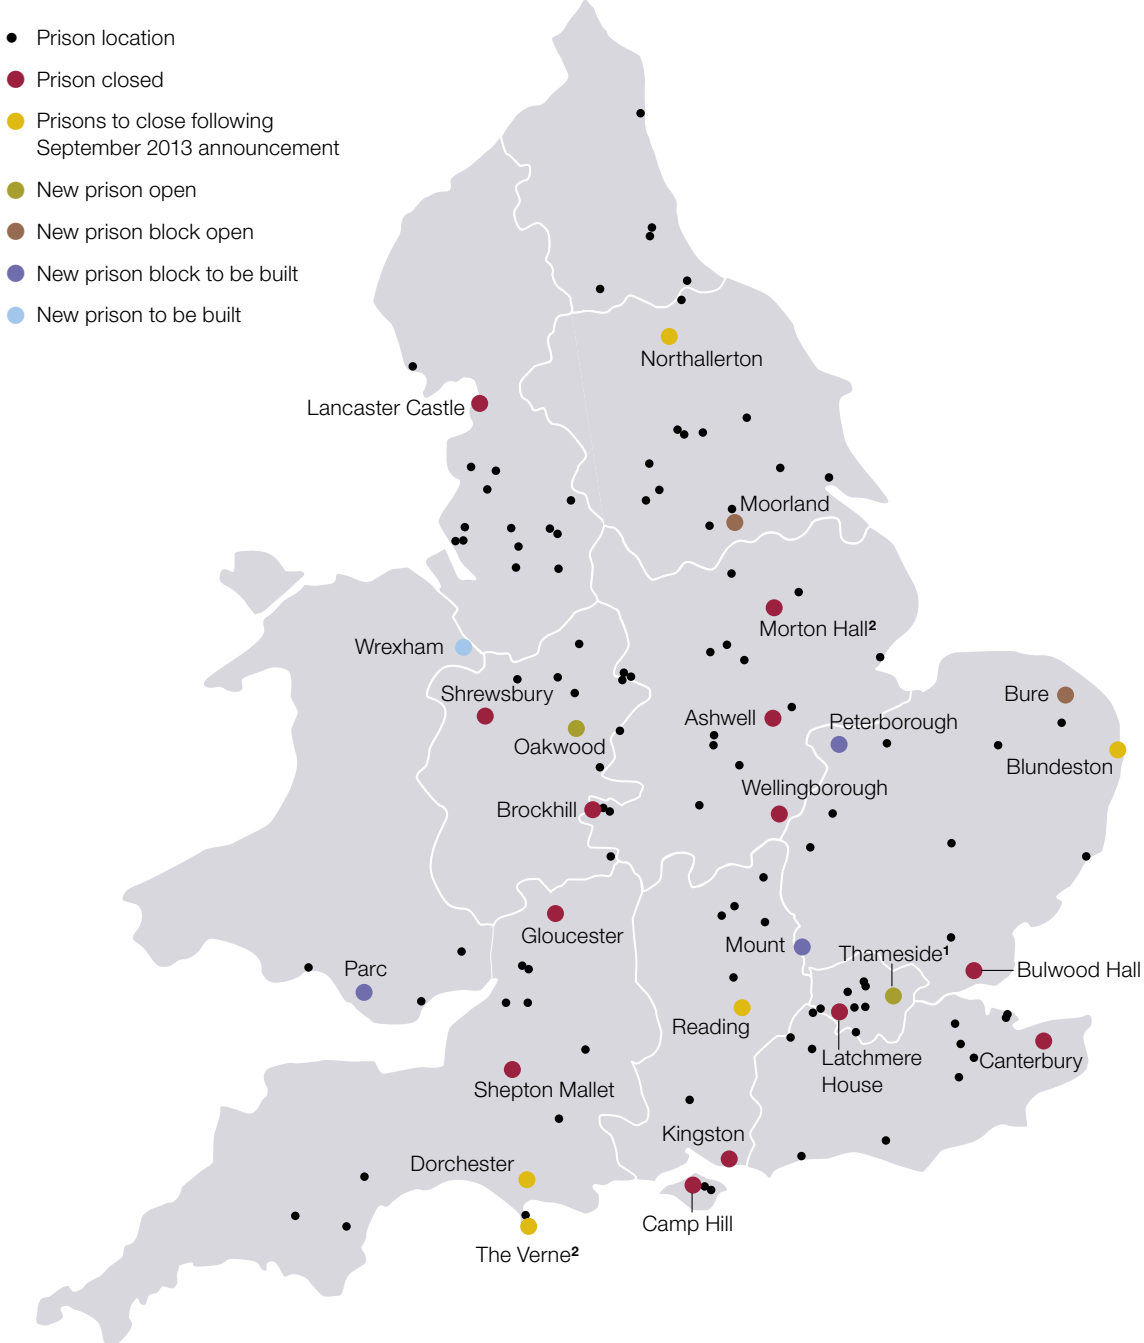 Prison location
Prison closed
Prisons to close following
September 2013 announcement
New prison open
New prison block open
New prison block to be built
New prison to be built
Northallerton
Lancaster Castle
Moorland
Morton Hall²
Wrexham
Shrewsbury
Bure
Ashwell
Peterborough
Oakwood
Blundeston
Wellingborough
Brockhill
Gloucester
Mount
Thameside¹
Parc
Bulwood Hall
Reading
Latchmere
House
Canterbury
Shepton Mallet
Kingston
Dorchester
Camp Hill
The Verne²